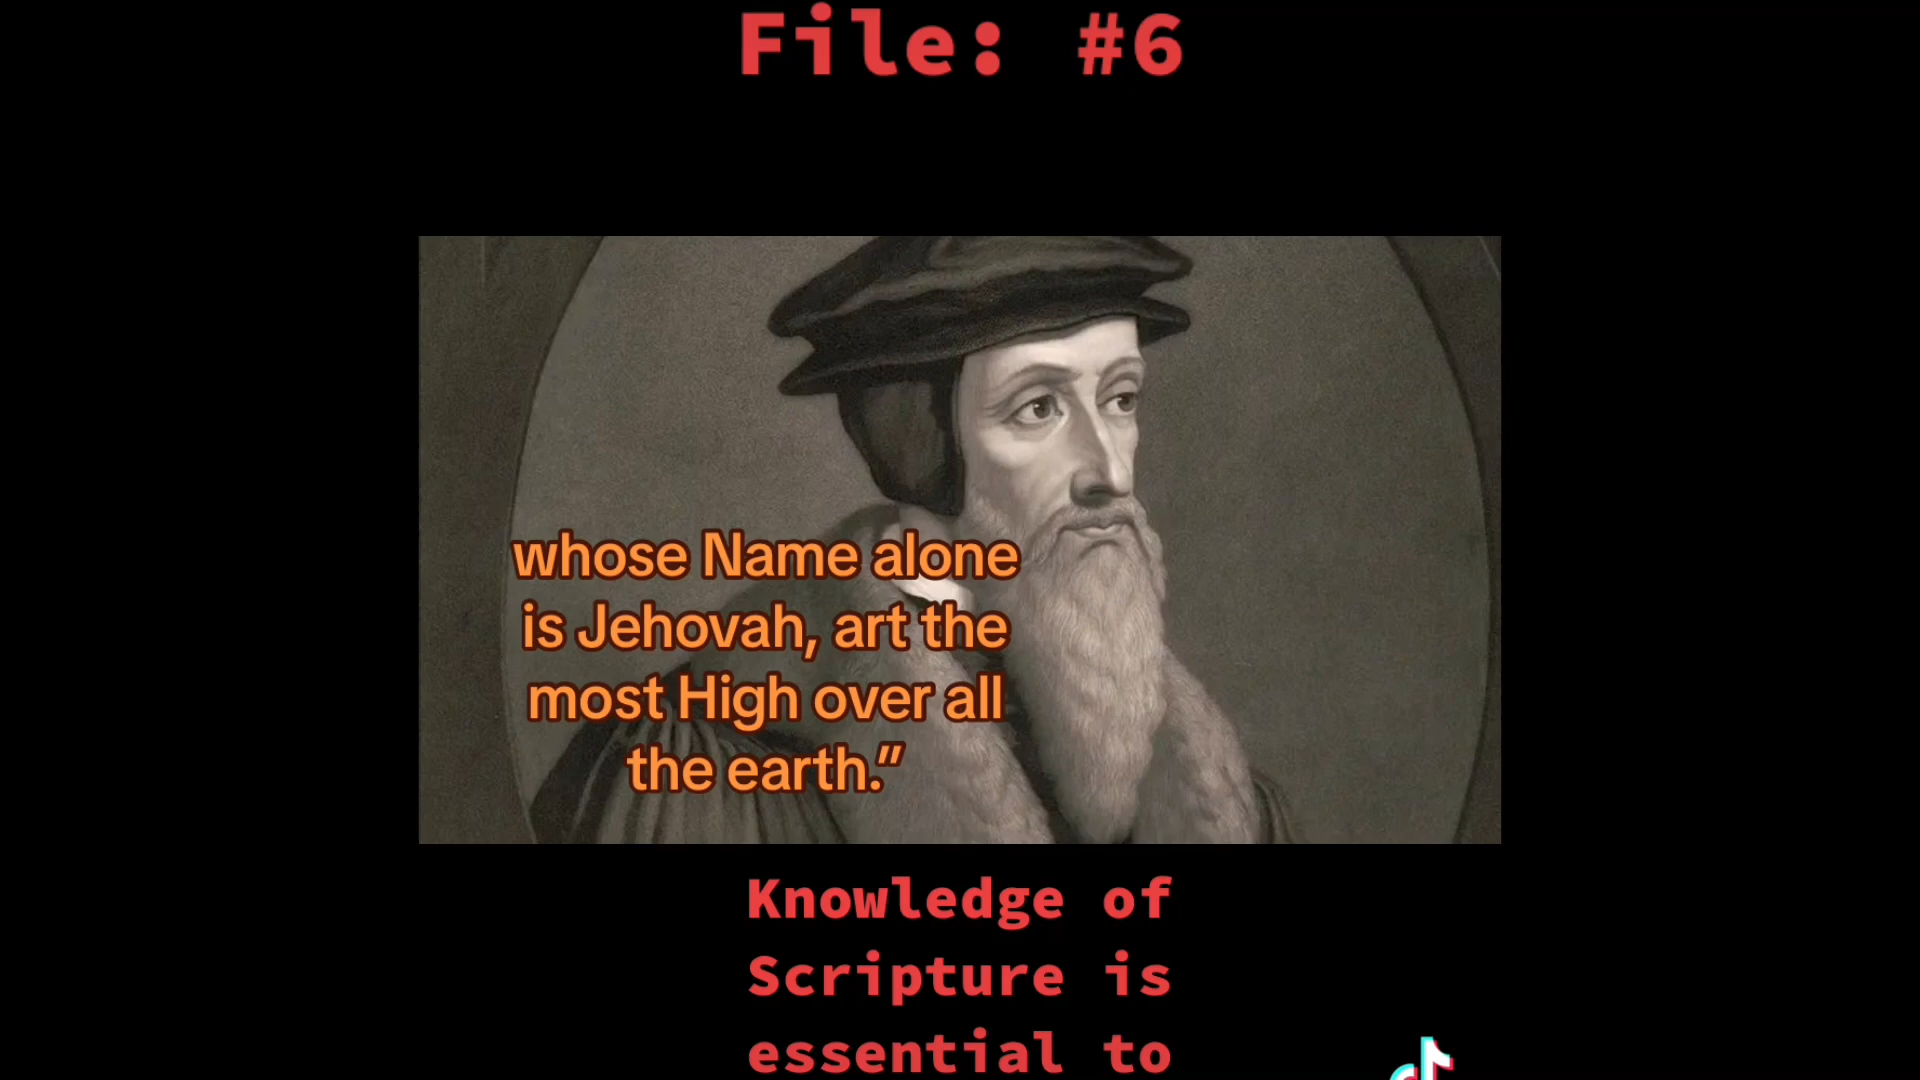 File: #6
whose Name alone
is Jehovah, art the
most High over all
the earth.”
Knowledge of
Scripture is
essential to